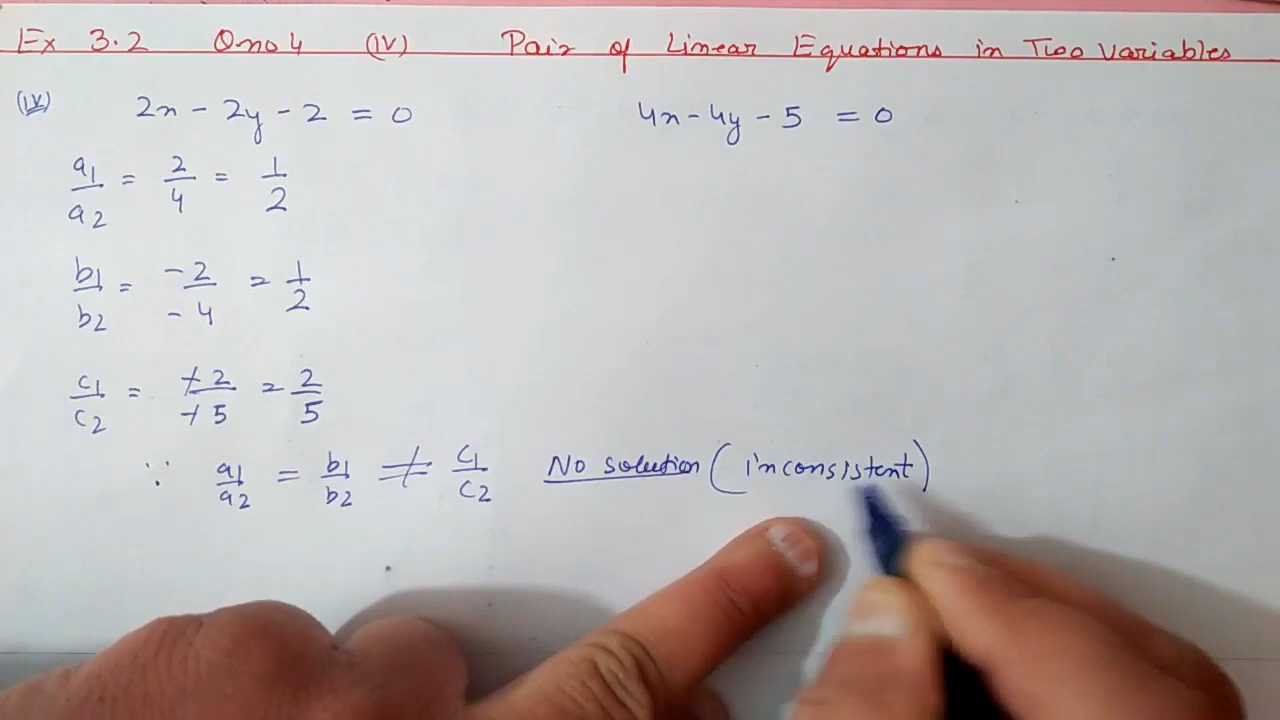 Ex 3.2 Qno4 (IV) Pair of Linear Equations in Two Variables
(iv) 2x - 2y - 2 = 0 4x - 4y - 5 = 0
a1/a2 = 2/4 = 1/2
b1/b2 = -2/-4 = 1/2
c1/c2 = -2/-5 = 2/5
∵ a1/a2 = b1/b2 ≠ c1/c2 No solution (inconsistent)